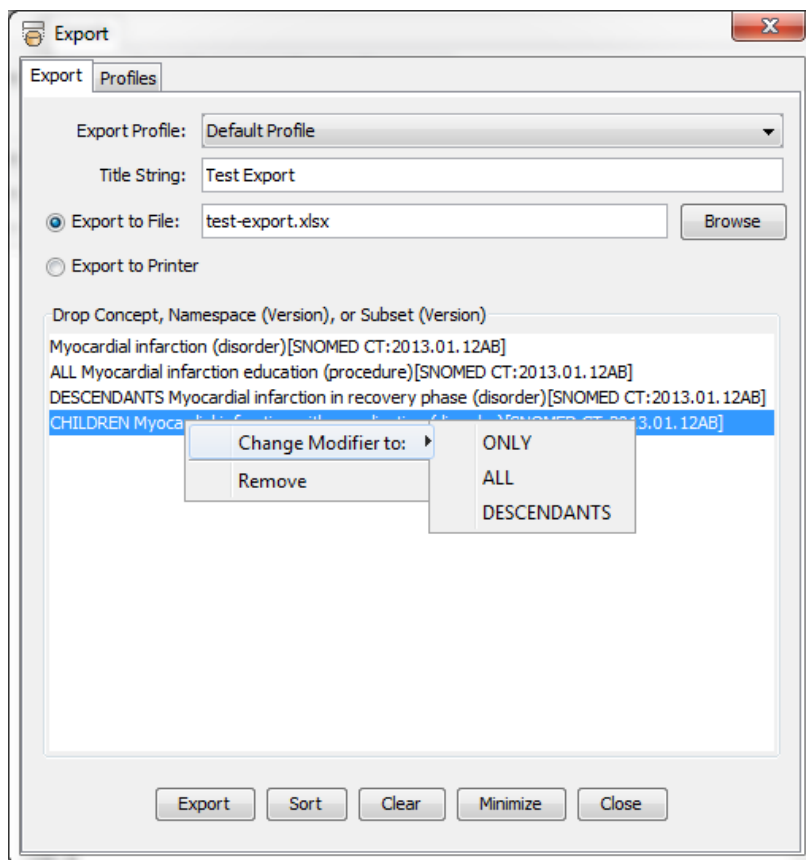 Export
Export Profiles
Export Profile: Default Profile
Title String: Test Export
Export to File: test-export.xlsx Browse
Export to Printer
Drop Concept, Namespace (Version), or Subset (Version)
Myocardial infarction (disorder)[SNOMED CT:2013.01.12AB]
ALL Myocardial infarction education (procedure)[SNOMED CT:2013.01.12AB]
DESCENDANTS Myocardial infarction in recovery phase (disorder)[SNOMED CT:2013.01.12AB]
CHILDREN 3.01.12AB]
Change Modifier to: ONLY
Remove ALL
DESCENDANTS
Export Sort Clear Minimize Close